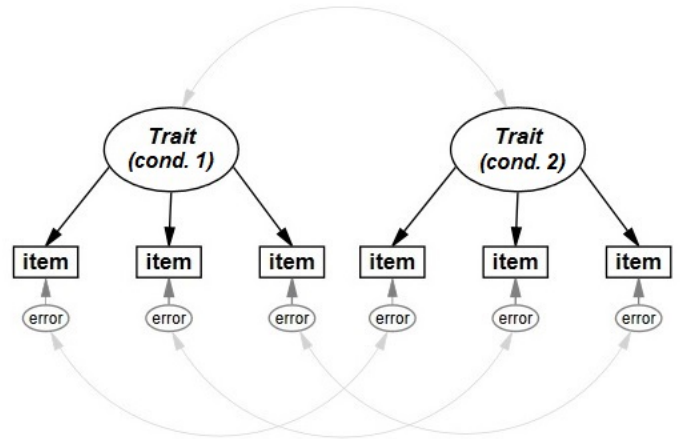 Trait
(cond. 1)
Trait
(cond. 2)
item item item item item item
error error error error error error